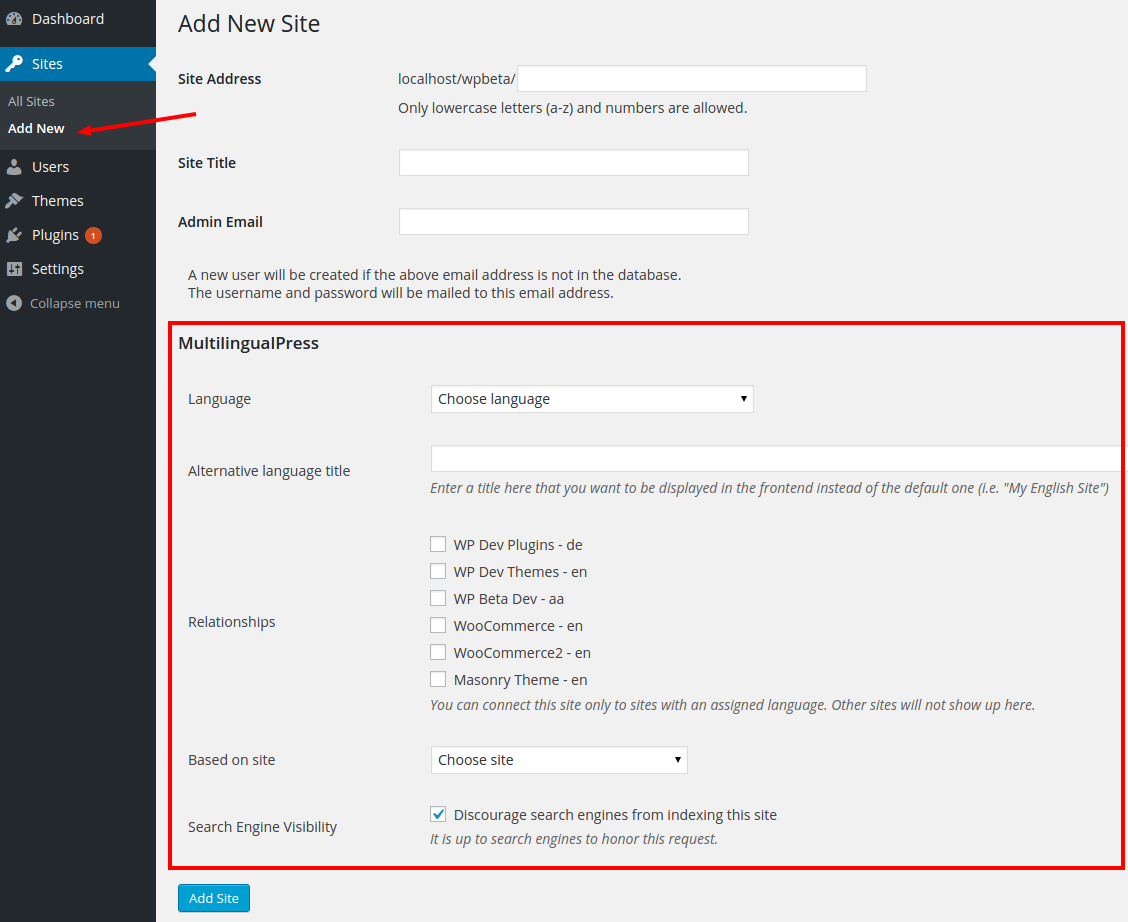 Dashboard
Sites
All Sites
Add New
Users
Themes
Plugins 1
Settings
Collapse menu
Add New Site
Site Address localhost/wpbeta/
Only lowercase letters (a-z) and numbers are allowed.
Site Title
Admin Email
A new user will be created if the above email address is not in the database.
The username and password will be mailed to this email address.
MultilingualPress
Language Choose language
Alternative language title
Enter a title here that you want to be displayed in the frontend instead of the default one (i.e. "My English Site")
Relationships
WP Dev Plugins - de
WP Dev Themes - en
WP Beta Dev - aa
WooCommerce - en
WooCommerce2 - en
Masonry Theme - en
You can connect this site only to sites with an assigned language. Other sites will not show up here.
Based on site Choose site
Search Engine Visibility
Discourage search engines from indexing this site
It is up to search engines to honor this request.
Add Site